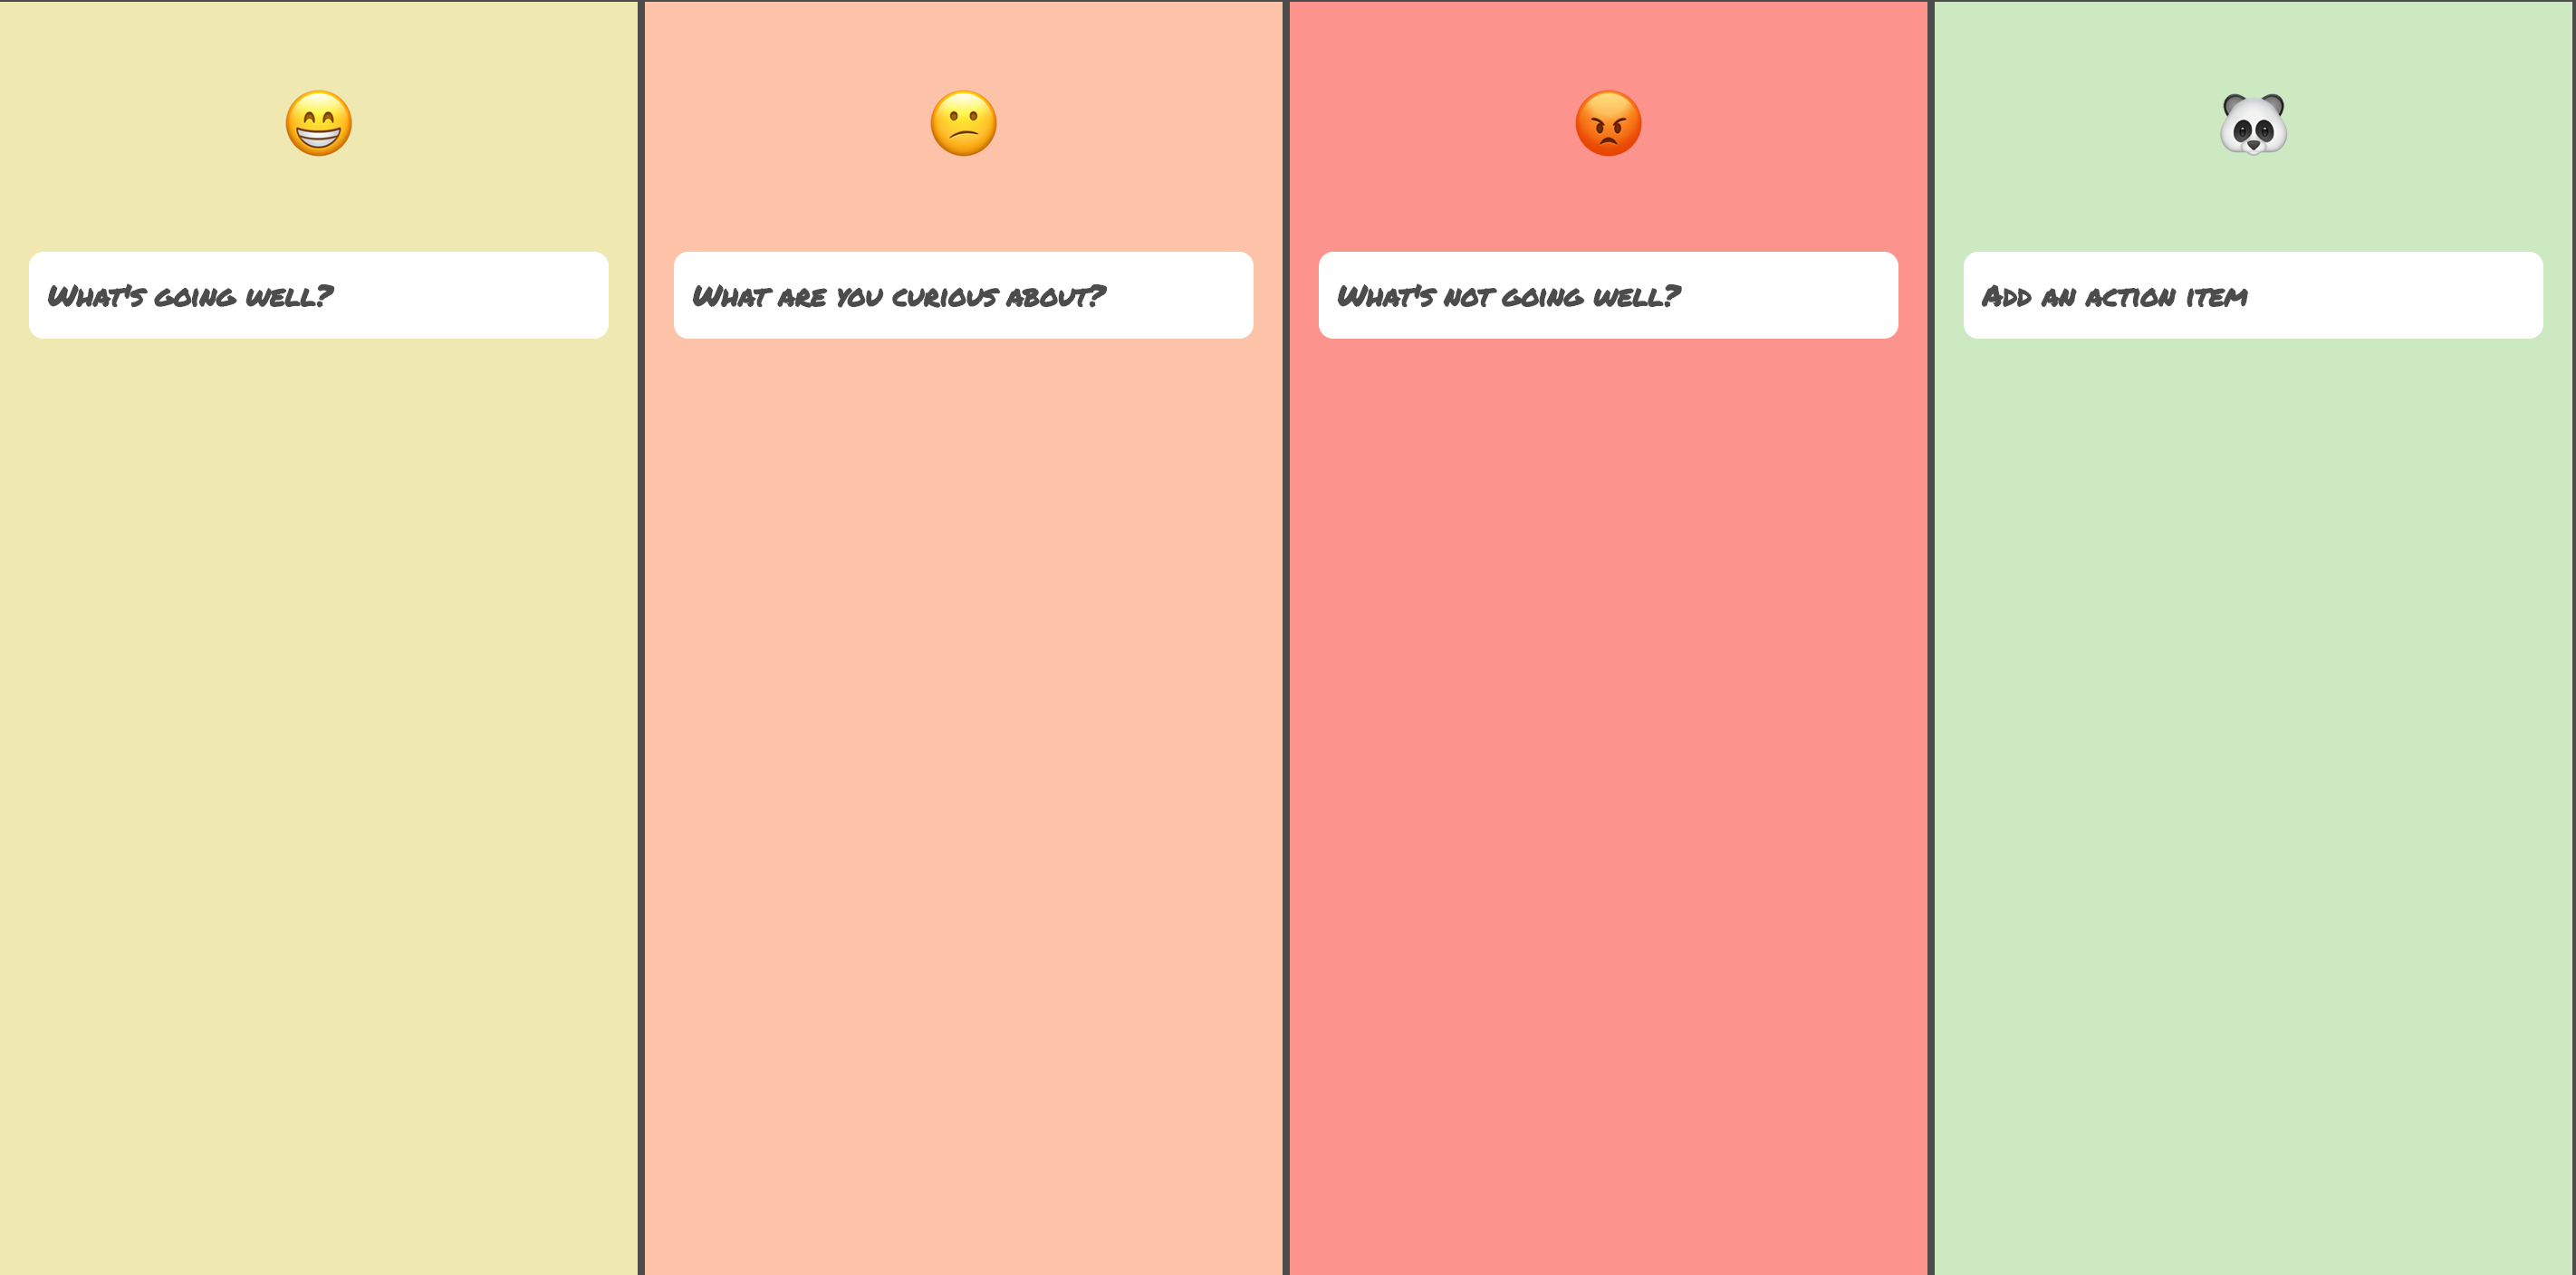 What's going well?
What are you curious about?
What's not going well?
Add an action item